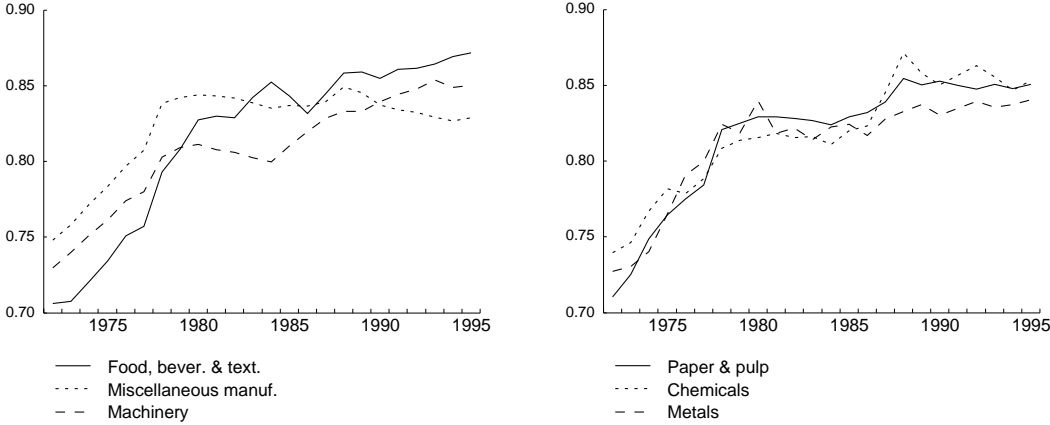 0.90
0.85
0.80
0.75
0.70
1975 1980 1985 1990 1995
Food, bever. & text.
Miscellaneous manuf.
Machinery
0.90
0.85
0.80
0.75
0.70
1975 1980 1985 1990 1995
Paper & pulp
Chemicals
Metals